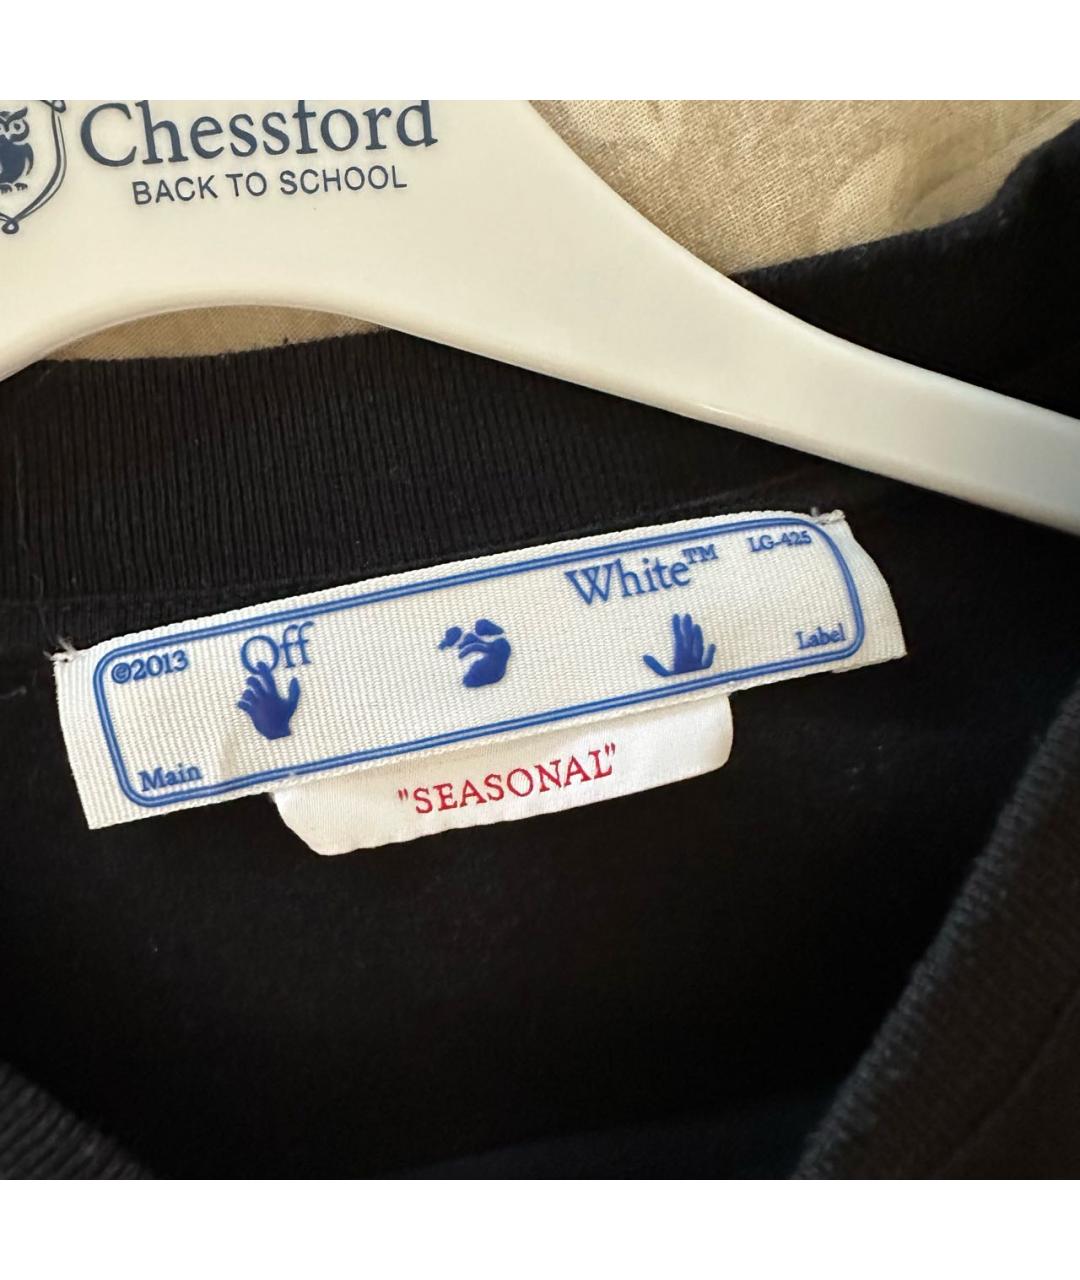 Chessford
BACK TO SCHOOL
©2013 Off White™ LG-425
Main Label
"SEASONAL"